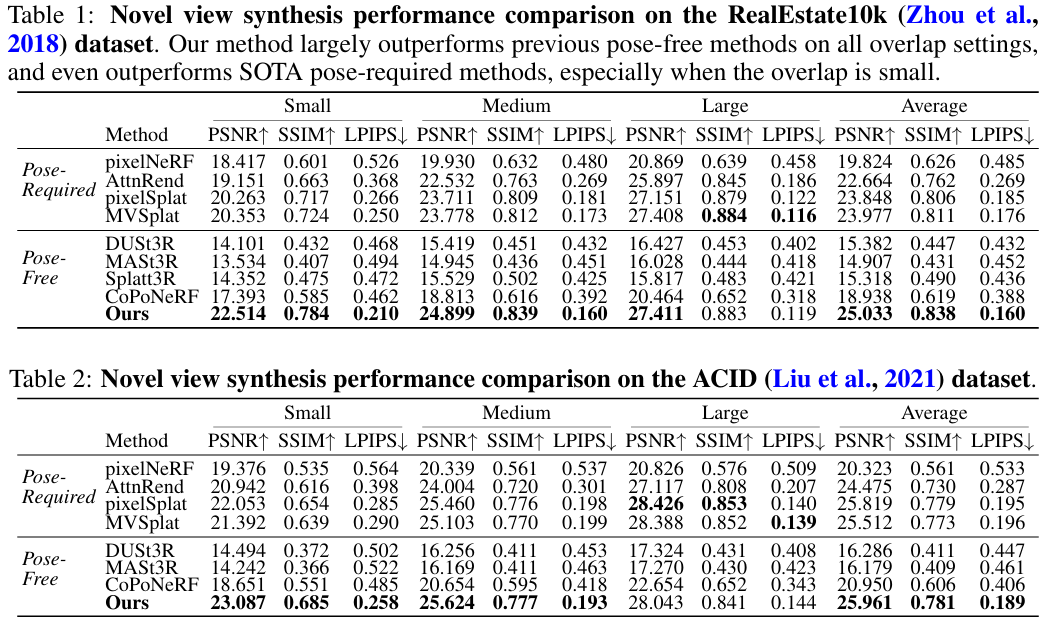 Table 1: Novel view synthesis performance comparison on the RealEstate10k (Zhou et al.,
2018) dataset. Our method largely outperforms previous pose-free methods on all overlap settings,
and even outperforms SOTA pose-required methods, especially when the overlap is small.
Small Medium Large Average
Method PSNR↑ SSIM↑ LPIPS↓ PSNR↑ SSIM↑ LPIPS↓ PSNR↑ SSIM↑ LPIPS↓ PSNR↑ SSIM↑ LPIPS↓
Pose-
Required
pixelNeRF 18.417 0.601 0.526 19.930 0.632 0.480 20.869 0.639 0.458 19.824 0.626 0.485
AttnRend 19.151 0.663 0.368 22.532 0.763 0.269 25.897 0.845 0.186 22.664 0.762 0.269
pixelSplat 20.263 0.717 0.266 23.711 0.809 0.181 27.151 0.879 0.122 23.848 0.806 0.185
MVSplat 20.353 0.724 0.250 23.778 0.812 0.173 27.408 0.884 0.116 23.977 0.811 0.176
Pose-
Free
DUSt3R 14.101 0.432 0.468 15.419 0.451 0.432 16.427 0.453 0.402 15.382 0.447 0.432
MASt3R 13.534 0.407 0.494 14.945 0.436 0.451 16.028 0.444 0.418 14.907 0.431 0.452
Splatt3R 14.352 0.475 0.472 15.529 0.502 0.425 15.817 0.483 0.421 15.318 0.490 0.436
CoPoNeRF 17.393 0.585 0.462 18.813 0.616 0.392 20.464 0.652 0.318 18.938 0.619 0.388
Ours 22.514 0.784 0.210 24.899 0.839 0.160 27.411 0.883 0.119 25.033 0.838 0.160
Table 2: Novel view synthesis performance comparison on the ACID (Liu et al., 2021) dataset.
Small Medium Large Average
Method PSNR↑ SSIM↑ LPIPS↓ PSNR↑ SSIM↑ LPIPS↓ PSNR↑ SSIM↑ LPIPS↓ PSNR↑ SSIM↑ LPIPS↓
Pose-
Required
pixelNeRF 19.376 0.535 0.564 20.339 0.561 0.537 20.826 0.576 0.509 20.323 0.561 0.533
AttnRend 20.942 0.616 0.398 24.004 0.720 0.301 27.117 0.808 0.207 24.475 0.730 0.287
pixelSplat 22.053 0.654 0.285 25.460 0.776 0.198 28.426 0.853 0.140 25.819 0.779 0.195
MVSplat 21.392 0.639 0.290 25.103 0.770 0.199 28.388 0.852 0.139 25.512 0.773 0.196
Pose-
Free
DUSt3R 14.494 0.372 0.502 16.256 0.411 0.453 17.324 0.431 0.408 16.286 0.411 0.447
MASt3R 14.242 0.366 0.522 16.169 0.411 0.463 17.270 0.430 0.423 16.179 0.409 0.461
CoPoNeRF 18.651 0.551 0.485 20.654 0.595 0.418 22.654 0.652 0.343 20.950 0.606 0.406
Ours 23.087 0.685 0.258 25.624 0.777 0.193 28.043 0.841 0.144 25.961 0.781 0.189